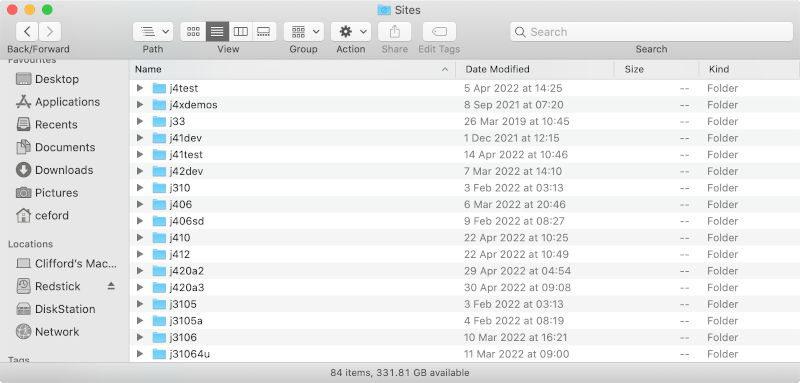 Sites
Search
Back/Forward
Path
View
Group
Action
Share
Edit Tags
Search
Favourites
Desktop
Applications
Recents
Documents
Downloads
Pictures
ceford
Locations
Clifford's Mac...
Redstick
DiskStation
Network
Tags
Name Date Modified Size Kind
j4test 5 Apr 2022 at 14:25 -- Folder
j4xdemos 8 Sep 2021 at 07:20 -- Folder
j33 26 Mar 2019 at 10:45 -- Folder
j41dev 1 Dec 2021 at 12:15 -- Folder
j41test 14 Apr 2022 at 10:46 -- Folder
j42dev 7 Mar 2022 at 14:10 -- Folder
j310 3 Feb 2022 at 03:13 -- Folder
j406 6 Mar 2022 at 20:46 -- Folder
j406sd 9 Feb 2022 at 08:27 -- Folder
j410 22 Apr 2022 at 10:25 -- Folder
j412 22 Apr 2022 at 10:49 -- Folder
j420a2 29 Apr 2022 at 04:54 -- Folder
j420a3 30 Apr 2022 at 09:08 -- Folder
j3105 3 Feb 2022 at 03:13 -- Folder
j3105a 4 Feb 2022 at 08:19 -- Folder
j3106 10 Mar 2022 at 16:21 -- Folder
j31064u 11 Mar 2022 at 09:00 -- Folder
84 items, 331.81 GB available